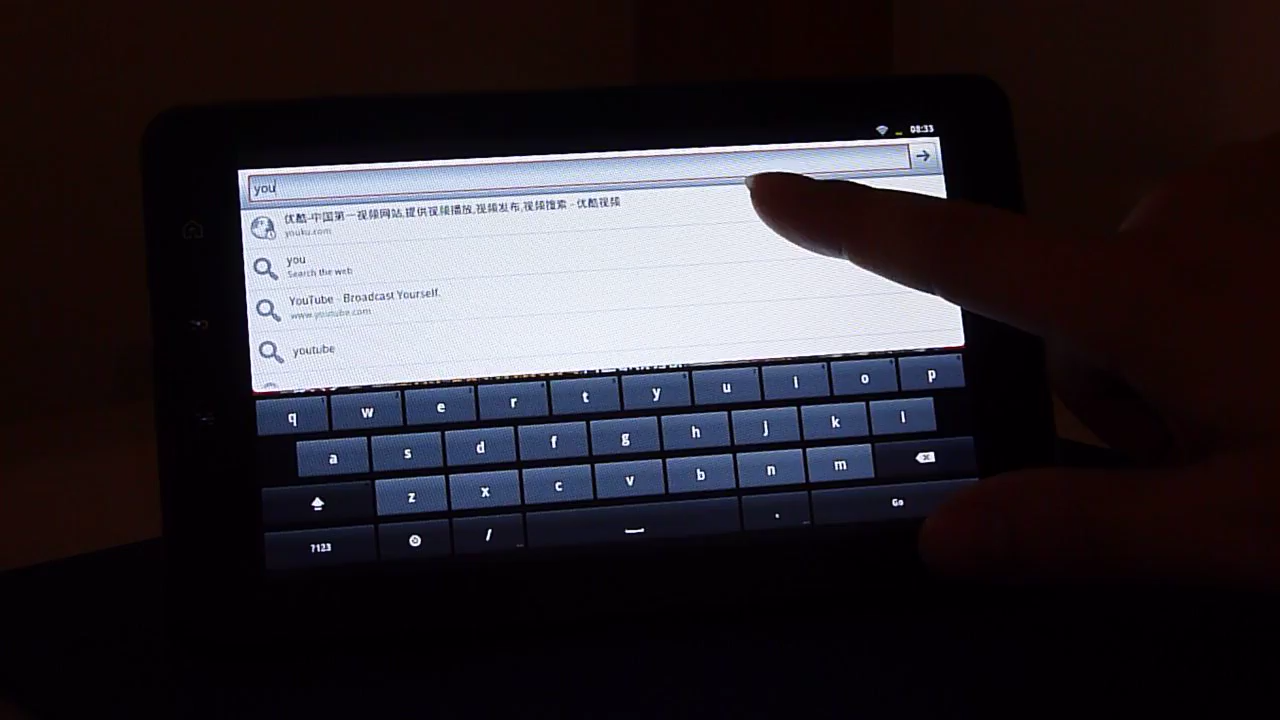 08:33
you
优酷-中国第一视频网站,提供视频播放,视频发布,视频搜索 - 优酷视频
youku.com
you
Search the web
YouTube - Broadcast Yourself.
www.youtube.com
youtube
q w e r t y u i o p
a s d f g h j k l
z x c v b n m
?123 / . Go